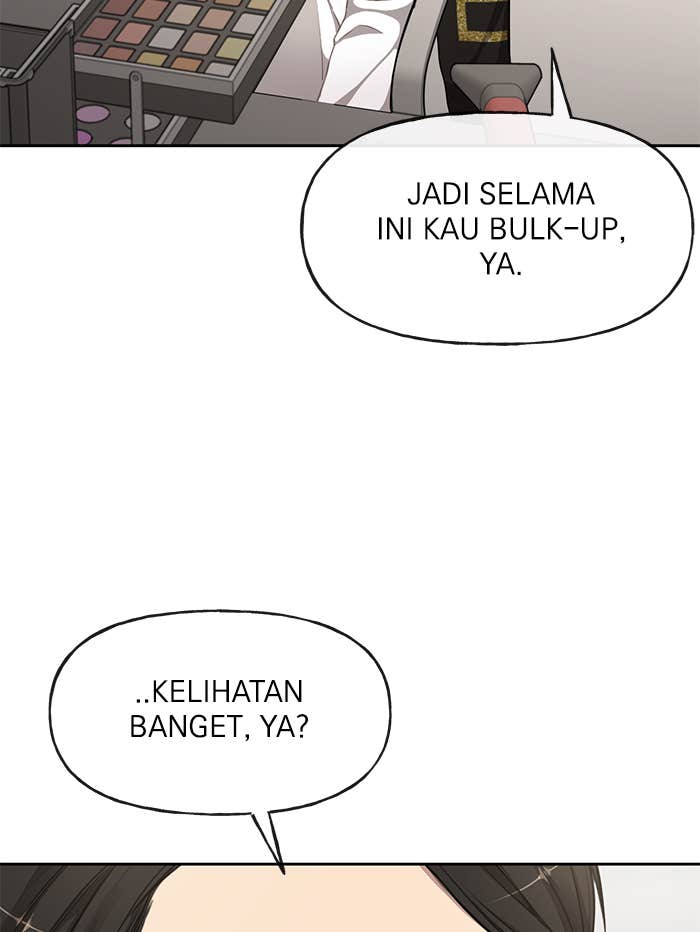 JADI SELAMA
INI KAU BULK-UP,
YA.
..KELIHATAN
BANGET, YA?